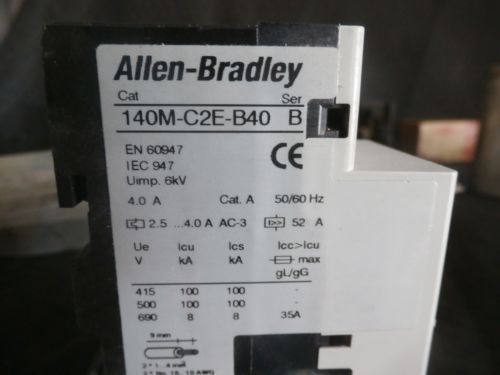 Allen-Bradley
Cat Ser
140M-C2E-B40 B
EN 60947
IEC 947
Uimp. 6kV
CE
4.0 A Cat. A 50/60 Hz
2.5 ...4.0 A AC-3 I>> 52 A
Ue Icu Ics Icc>Icu
V kA kA max
gL/gG
415 100 100 -
500 100 100 -
690 8 8 35A
9 mm